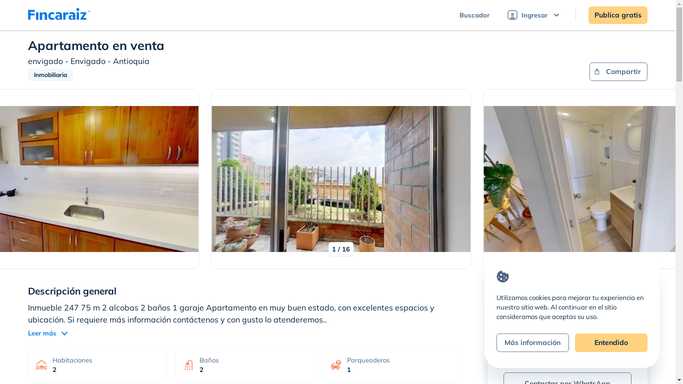 Fincaraiz
Buscador
Ingresar
Publica gratis
Apartamento en venta
envigado - Envigado - Antioquia
Inmobiliaria
Compartir
1 / 16
Descripción general
Inmueble 247 75 m 2 alcobas 2 baños 1 garaje Apartamento en muy buen estado, con excelentes espacios y
ubicación. Si requiere más información contáctenos y con gusto lo atenderemos..
Leer más
Habitaciones
2
Baños
2
Parqueaderos
1
Utilizamos cookies para mejorar tu experiencia en
nuestro sitio web. Al continuar en el sitio
consideramos que aceptas su uso.
Más información
Entendido
Contactar por WhatsApp